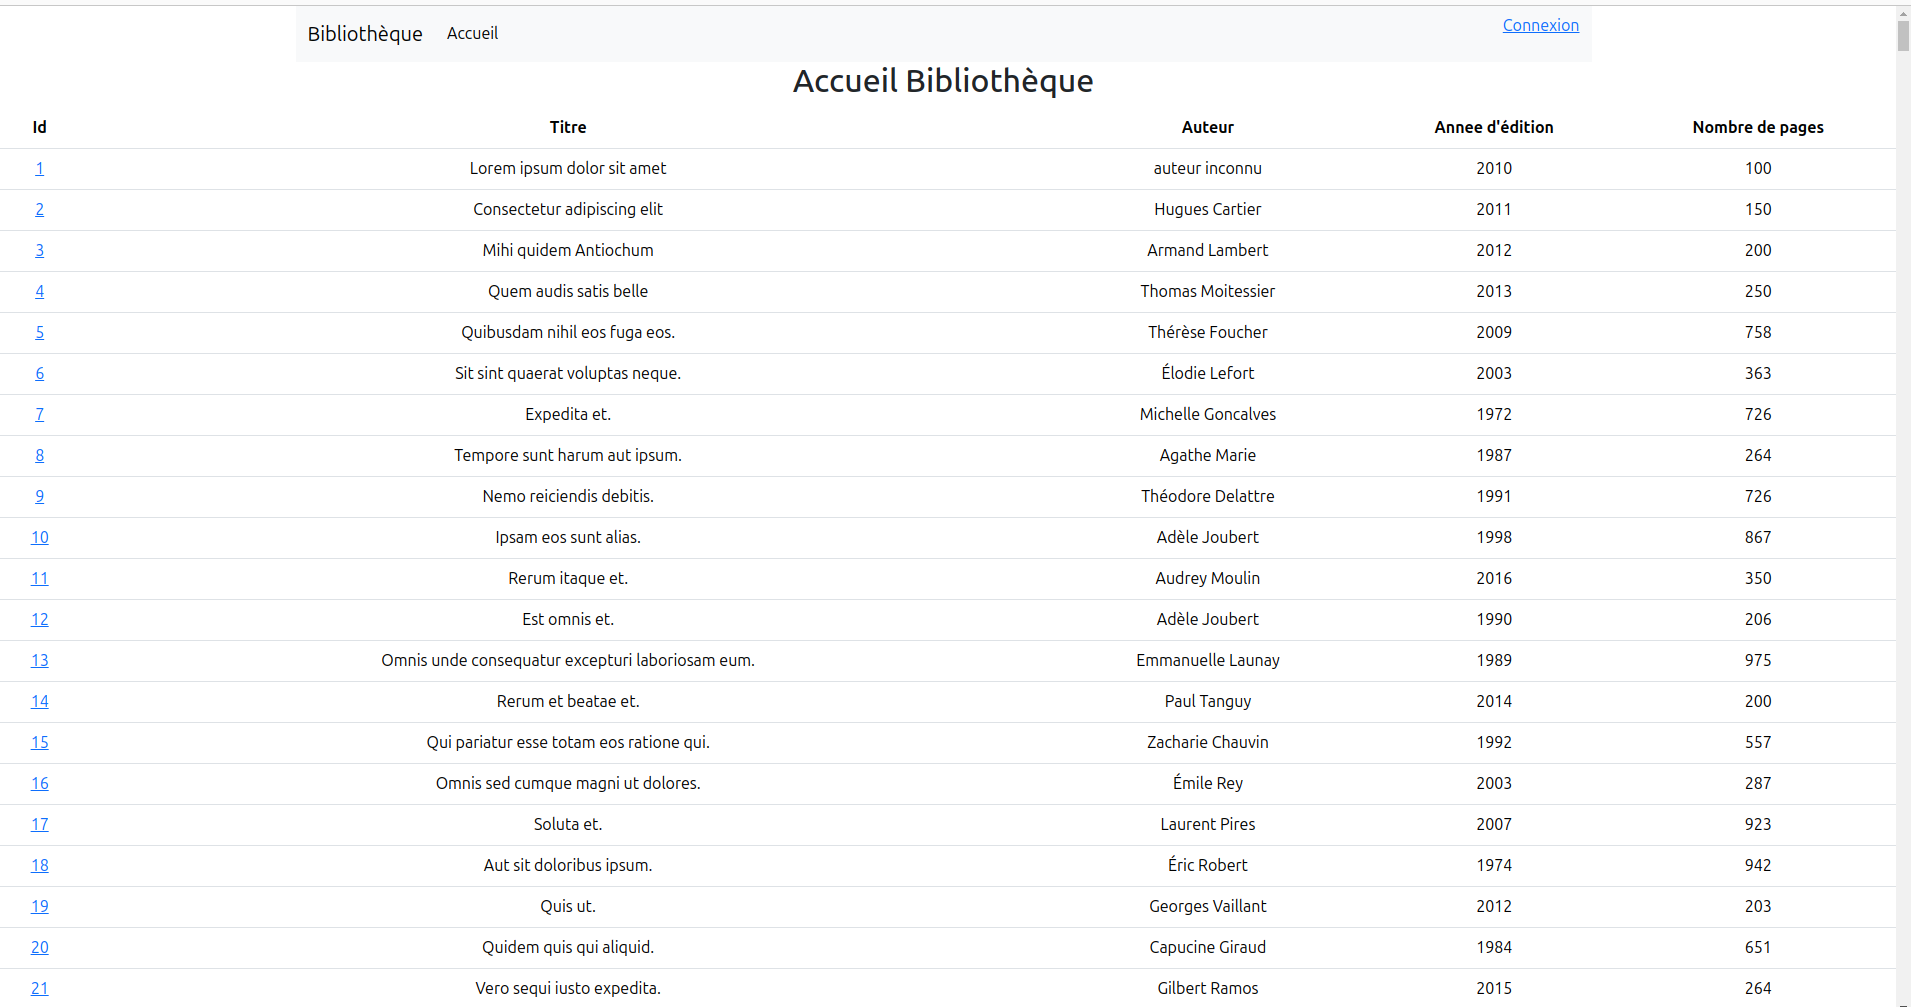 Bibliothèque Accueil Connexion
Accueil Bibliothèque
Id Titre Auteur Annee d'édition Nombre de pages
1 Lorem ipsum dolor sit amet auteur inconnu 2010 100
2 Consectetur adipiscing elit Hugues Cartier 2011 150
3 Mihi quidem Antiochum Armand Lambert 2012 200
4 Quem audis satis belle Thomas Moitessier 2013 250
5 Quibusdam nihil eos fuga eos. Thérèse Foucher 2009 758
6 Sit sint quaerat voluptas neque. Élodie Lefort 2003 363
7 Expedita et. Michelle Goncalves 1972 726
8 Tempore sunt harum aut ipsum. Agathe Marie 1987 264
9 Nemo reiciendis debitis. Théodore Delattre 1991 726
10 Ipsam eos sunt alias. Adèle Joubert 1998 867
11 Rerum itaque et. Audrey Moulin 2016 350
12 Est omnis et. Adèle Joubert 1990 206
13 Omnis unde consequatur excepturi laboriosam eum. Emmanuelle Launay 1989 975
14 Rerum et beatae et. Paul Tanguy 2014 200
15 Qui pariatur esse totam eos ratione qui. Zacharie Chauvin 1992 557
16 Omnis sed cumque magni ut dolores. Émile Rey 2003 287
17 Soluta et. Laurent Pires 2007 923
18 Aut sit doloribus ipsum. Éric Robert 1974 942
19 Quis ut. Georges Vaillant 2012 203
20 Quidem quis qui aliquid. Capucine Giraud 1984 651
21 Vero sequi iusto expedita. Gilbert Ramos 2015 264